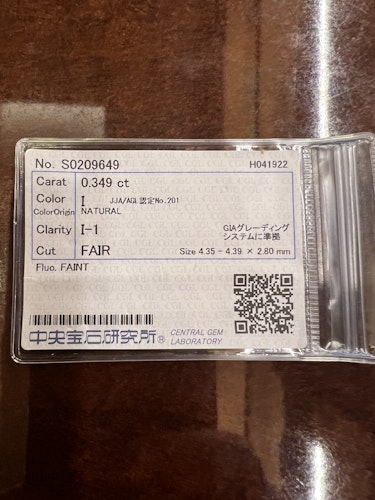 No. S0209649 H041922
Carat 0.349 ct
Color I JJA/AGL認定No.201
ColorOrigin NATURAL
Clarity I-1 GIAグレーディング
システムに準拠
Cut FAIR Size 4.35 - 4.39 × 2.80 mm
Fluo. FAINT
中央宝石研究所® CENTRAL GEM
LABORATORY